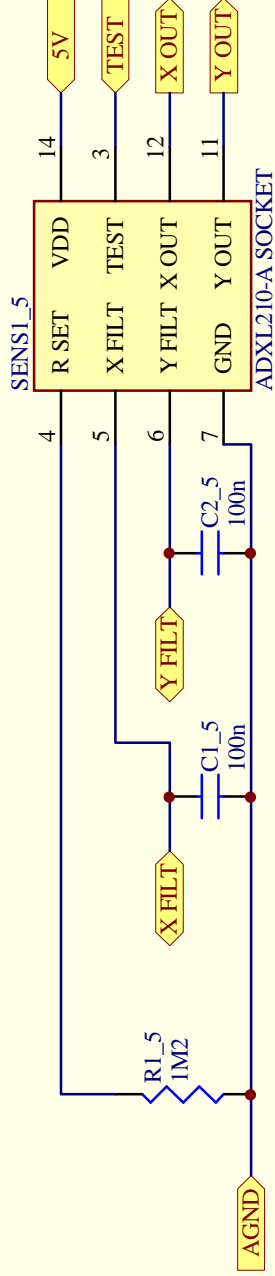 SENS1_5
4 R SET VDD 14 5V
5 X FILT TEST 3 TEST
6 Y FILT X OUT 12 X OUT
7 GND Y OUT 11 Y OUT
ADXL210-A SOCKET
R1_5
1M2
X FILT
C1_5
100n
Y FILT
C2_5
100n
AGND